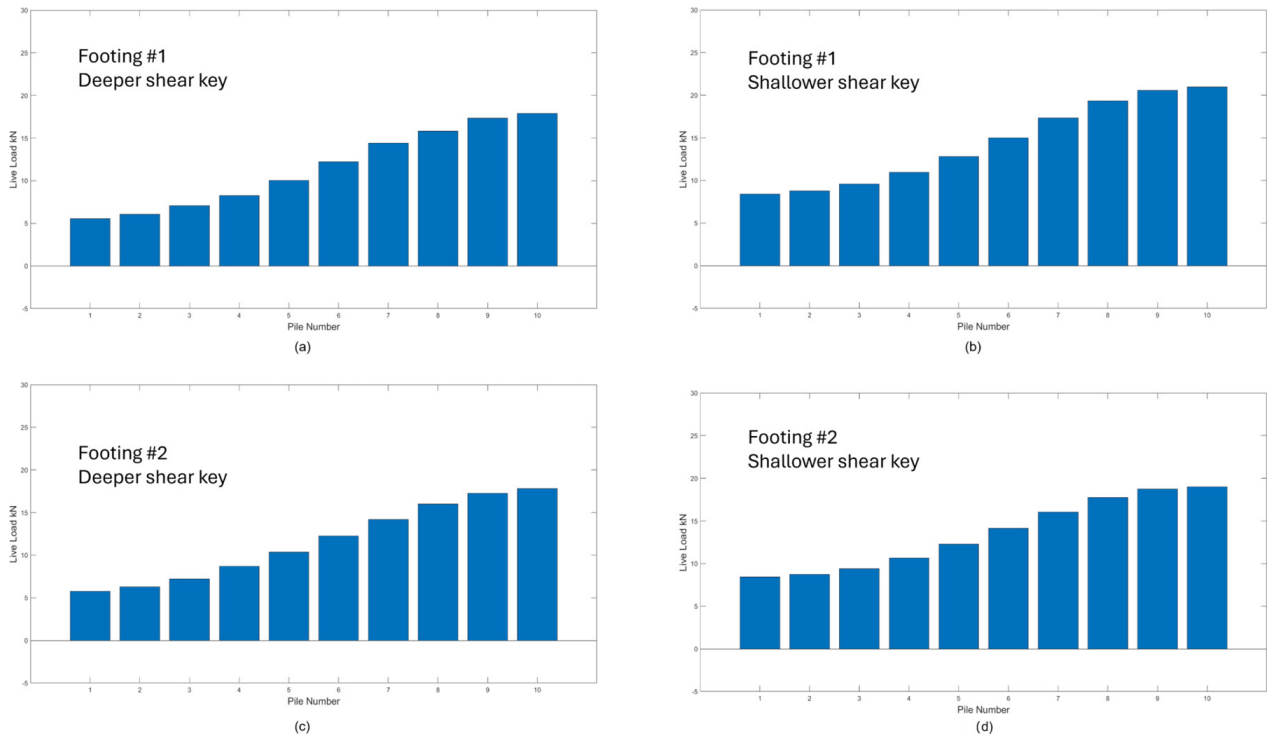 30
25
20
15
10
5
0
-5
Live Load kN
Footing #1
Deeper shear key
1 2 3 4 5 6 7 8 9 10
Pile Number
(a)
30
25
20
15
10
5
0
-5
Live Load kN
Footing #1
Shallower shear key
1 2 3 4 5 6 7 8 9 10
Pile Number
(b)
30
25
20
15
10
5
0
-5
Live Load kN
Footing #2
Deeper shear key
1 2 3 4 5 6 7 8 9 10
Pile Number
(c)
30
25
20
15
10
5
0
-5
Live Load kN
Footing #2
Shallower shear key
1 2 3 4 5 6 7 8 9 10
Pile Number
(d)